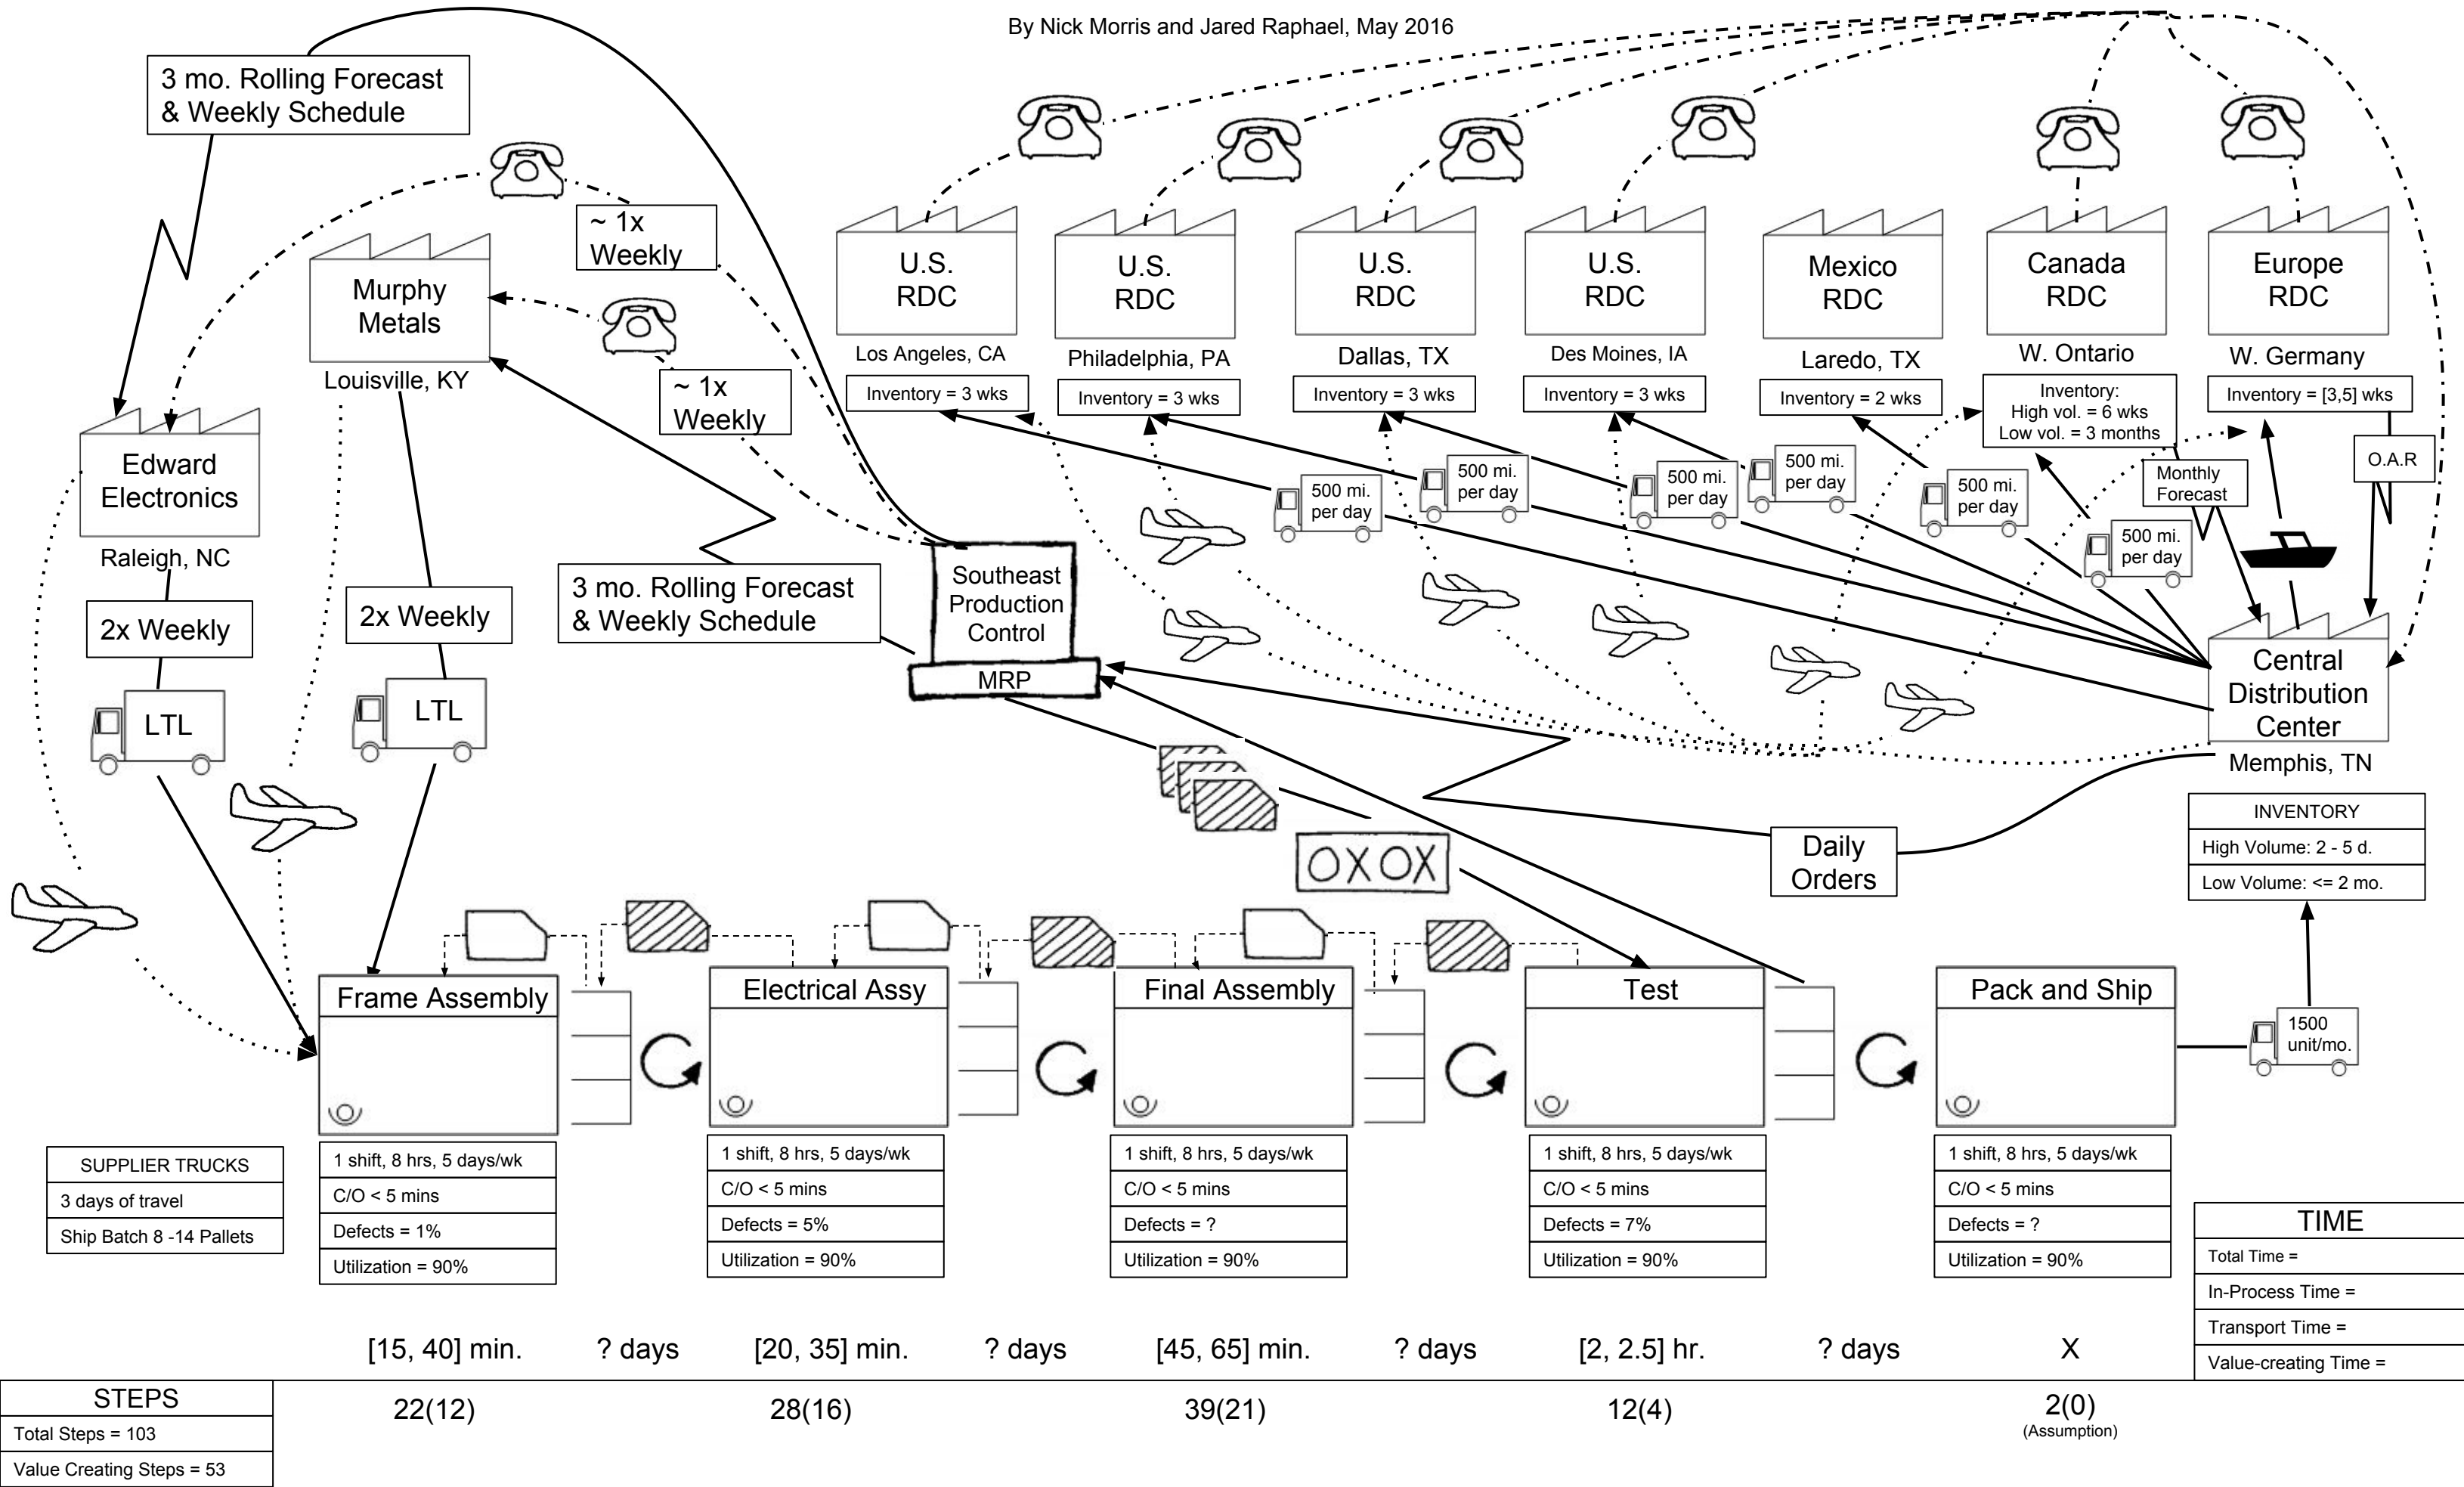 By Nick Morris and Jared Raphael, May 2016
3 mo. Rolling Forecast
& Weekly Schedule
~ 1x
Weekly
~ 1x
Weekly
Murphy
Metals
Louisville, KY
Edward
Electronics
Raleigh, NC
2x Weekly
2x Weekly
LTL
LTL
3 mo. Rolling Forecast
& Weekly Schedule
Southeast
Production
Control
MRP
U.S.
RDC
Los Angeles, CA
Inventory = 3 wks
U.S.
RDC
Philadelphia, PA
Inventory = 3 wks
U.S.
RDC
Dallas, TX
Inventory = 3 wks
U.S.
RDC
Des Moines, IA
Inventory = 3 wks
Mexico
RDC
Laredo, TX
Inventory = 2 wks
Canada
RDC
W. Ontario
Inventory:
High vol. = 6 wks
Low vol. = 3 months
Europe
RDC
W. Germany
Inventory = [3,5] wks
O.A.R
Monthly
Forecast
500 mi.
per day
500 mi.
per day
500 mi.
per day
500 mi.
per day
500 mi.
per day
500 mi.
per day
Central
Distribution
Center
Memphis, TN
INVENTORY
High Volume: 2 - 5 d.
Low Volume: <= 2 mo.
Daily
Orders
OXOX
1500
unit/mo.
Frame Assembly
Electrical Assy
Final Assembly
Test
Pack and Ship
SUPPLIER TRUCKS
3 days of travel
Ship Batch 8 -14 Pallets
1 shift, 8 hrs, 5 days/wk
C/O < 5 mins
Defects = 1%
Utilization = 90%
1 shift, 8 hrs, 5 days/wk
C/O < 5 mins
Defects = 5%
Utilization = 90%
1 shift, 8 hrs, 5 days/wk
C/O < 5 mins
Defects = ?
Utilization = 90%
1 shift, 8 hrs, 5 days/wk
C/O < 5 mins
Defects = 7%
Utilization = 90%
1 shift, 8 hrs, 5 days/wk
C/O < 5 mins
Defects = ?
Utilization = 90%
TIME
Total Time =
In-Process Time =
Transport Time =
Value-creating Time =
[15, 40] min.
? days
[20, 35] min.
? days
[45, 65] min.
? days
[2, 2.5] hr.
? days
X
STEPS
Total Steps = 103
Value Creating Steps = 53
22(12)
28(16)
39(21)
12(4)
2(0)
(Assumption)